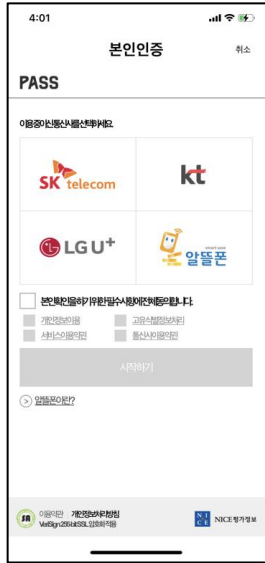 4:01
본인인증
취소
PASS
이용중이신통신사를선택하세요.
SK telecom
kt
LG U+
smart save
알뜰폰
본인확인을하기위한필수사항에전체동의합니다.
개인정보이용
고유식별정보처리
서비스이용약관
통신사이용약관
시작하기
> 알뜰폰이란?
SA
이용약관 | 개인정보처리방침
VeriSign 256 bit SSL 암호화적용
NICE
NICE평가정보